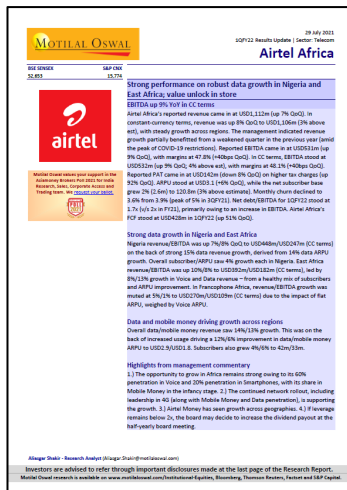 29 July 2021
1QFY22 Results Update | Sector: Telecom
MOTILAL OSWAL
Airtel Africa
BSE SENSEX S&P CNX
52,653 15,778
airtel
Motilal Oswal values your support in the
Asiamoney Brokers Poll 2021 for India
Research, Sales, Corporate Access and
Trading team. We request your ballot.
Strong performance on robust data growth in Nigeria and
East Africa; value unlock in store
EBITDA up 9% YoY in CC terms
Airtel Africa's reported revenue came in at USD1,112m (up 7% QoQ). In
constant-currency terms, revenue was up 8% QoQ to USD1,106m (3% above
est), with steady growth across regions. The management indicated revenue
growth partially benefitted from a weak quarter in the previous year (amid
the peak of COVID-19 restrictions). Reported EBITDA came in at USD531m (up
9% QoQ), with margins at 47.8% (+90bps). In CC terms, EBITDA stood at
USD532m (up 9% QoQ; 4% above est), with margins at 48.1% (+40bps QoQ).
Reported PAT came in at USD142m (down 8% QoQ) on higher tax charges (up
92% QoQ). ARPU stood at USD3.1 (+6% QoQ), while the net subscriber base
grew 2% (2.6m) to 120.8m (3% above estimate). Monthly churn declined to
3.6% from 3.9% (peak of 5% in 3QFY21). Net debt/EBITDA for 1QFY22 stood at
1.7x (v/s 2x in FY21), primarily owing to an increase in EBITDA. Airtel Africa's
FCF stood at USD428m in 1QFY22 (up 51% QoQ).
Strong data growth in Nigeria and East Africa
Nigeria revenue/EBITDA was up 7%/8% QoQ to USD448m/USD247m (CC terms)
on the back of strong 15% data revenue growth, derived from 14% data ARPU
growth. Overall subscriber/ARPU saw 4% growth each in Nigeria. East Africa
revenue/EBITDA was up 10%/8% to USD392m/USD182m (CC terms), led by
8%/13% growth in Voice and Data revenue – from a healthy mix of subscribers
and ARPU improvement. In Francophone Africa, revenue/EBITDA growth was
muted at 5%/1% to USD270m/USD109m (CC terms) due to the impact of flat
ARPU, weighed by Voice ARPU.
Data and mobile money driving growth across regions
Overall data/mobile money revenue saw 14%/13% growth. This was on the
back of increased usage driving a 12%/6% improvement in data/mobile money
ARPU to USD2.9/USD1.8. Subscribers also grew 4%/6% to 42m/33m.
Highlights from management commentary
1.) The opportunity to grow in Africa remains strong owing to its 60%
penetration in Voice and 20% penetration in Smartphones, with its share in
Mobile Money in the infancy stage. 2.) The continued network rollout, including
leadership in 4G (along with Mobile Money and Data penetration), is supporting
the growth. 3.) Airtel Money has seen growth across geographies. 4.) If leverage
remains below 2x, the board may decide to increase the dividend payout at the
half-yearly board meeting.
Aliasgar Shakir - Research Analyst (Aliasgar.Shakir@motilaloswal.com)
Investors are advised to refer through important disclosures made at the last page of the Research Report.
Motilal Oswal research is available on www.motilaloswal.com/Institutional-Equities, Bloomberg, Thomson Reuters, Factset and S&P Capital.